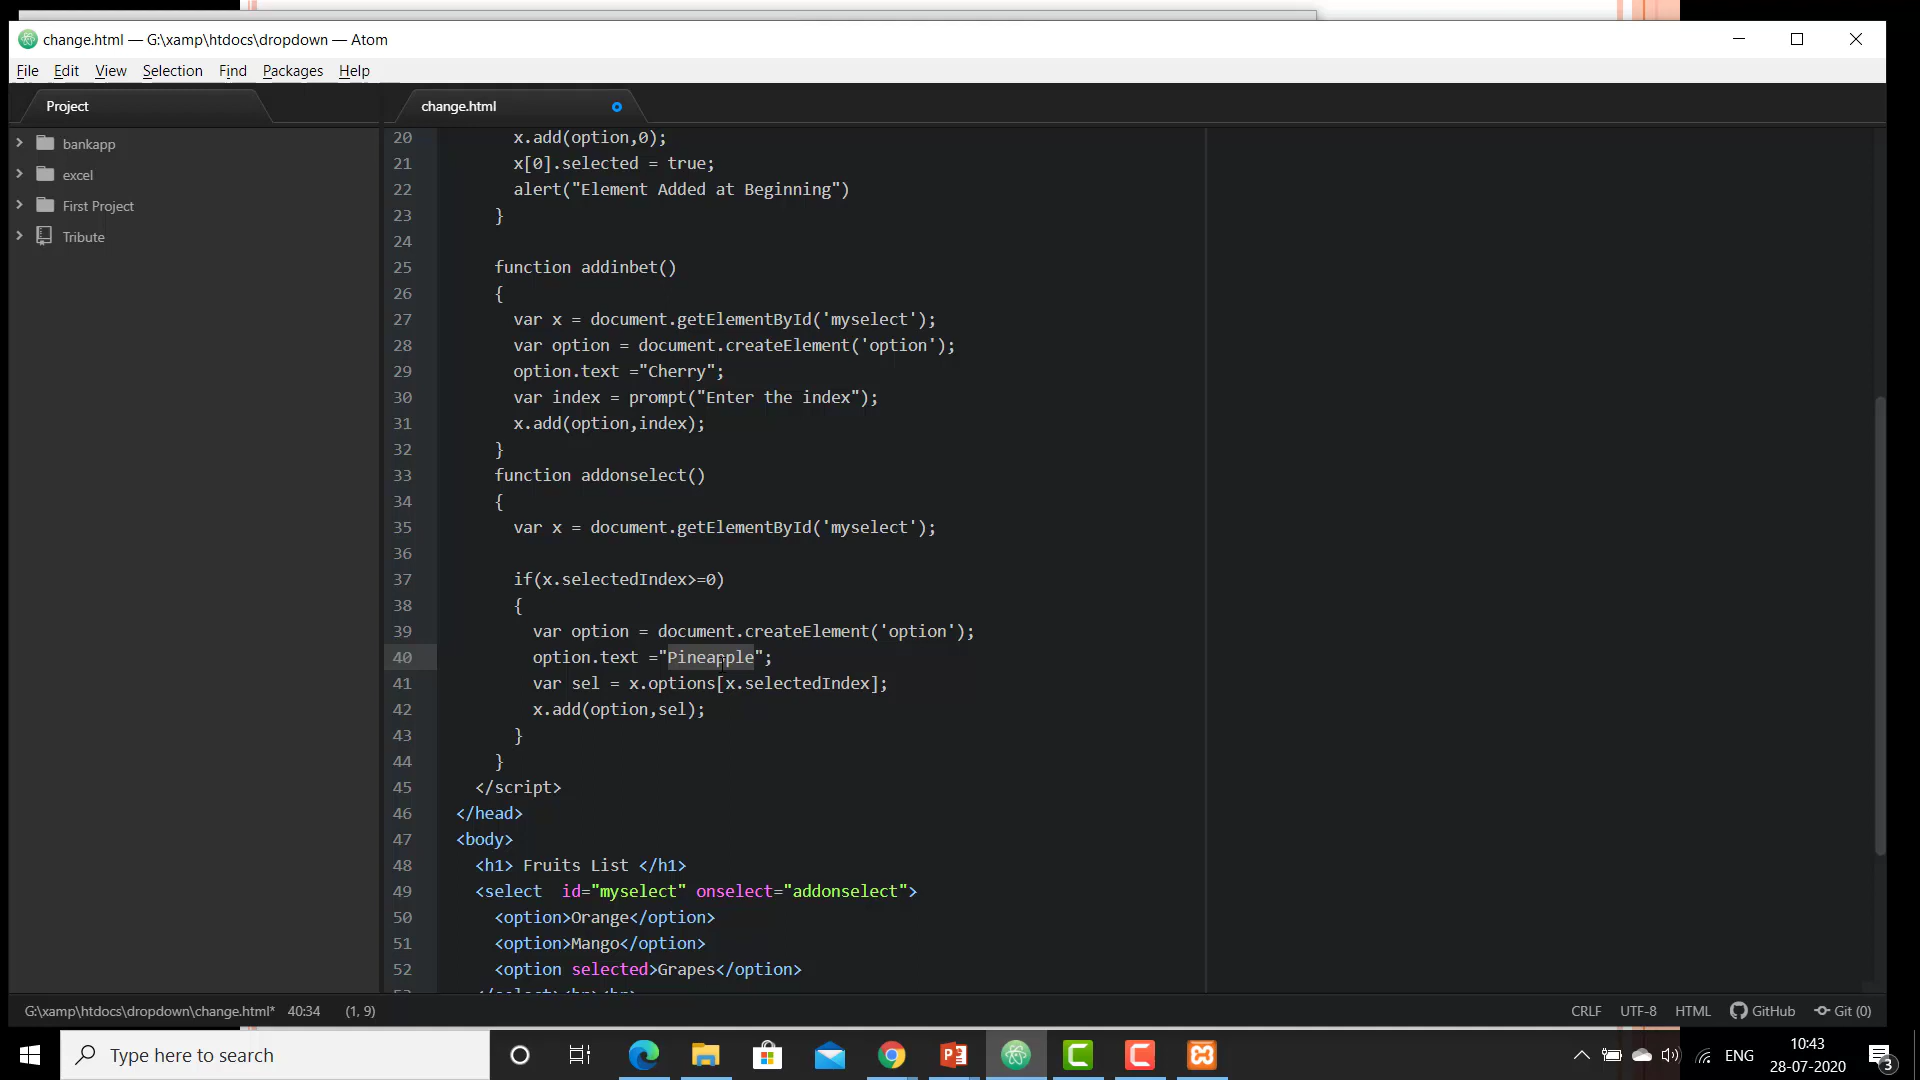 change.html — G:\xamp\htdocs\dropdown — Atom
File Edit View Selection Find Packages Help
Project
change.html
bankapp
excel
First Project
Tribute
20 x.add(option,0);
21 x[0].selected = true;
22 alert("Element Added at Beginning")
23 }
24
25 function addinbet()
26 {
27 var x = document.getElementById('myselect');
28 var option = document.createElement('option');
29 option.text ="Cherry";
30 var index = prompt("Enter the index");
31 x.add(option,index);
32 }
33 function addonselect()
34 {
35 var x = document.getElementById('myselect');
36
37 if(x.selectedIndex>=0)
38 {
39 var option = document.createElement('option');
40 option.text ="Pineapple";
41 var sel = x.options[x.selectedIndex];
42 x.add(option,sel);
43 }
44 }
45 </script>
46 </head>
47 <body>
48 <h1> Fruits List </h1>
49 <select  id="myselect" onselect="addonselect">
50 <option>Orange</option>
51 <option>Mango</option>
52 <option selected>Grapes</option>
G:\xamp\htdocs\dropdown\change.html* 40:34 (1, 9)
CRLF UTF-8 HTML GitHub Git (0)
Type here to search
ENG
10:43
28-07-2020
3